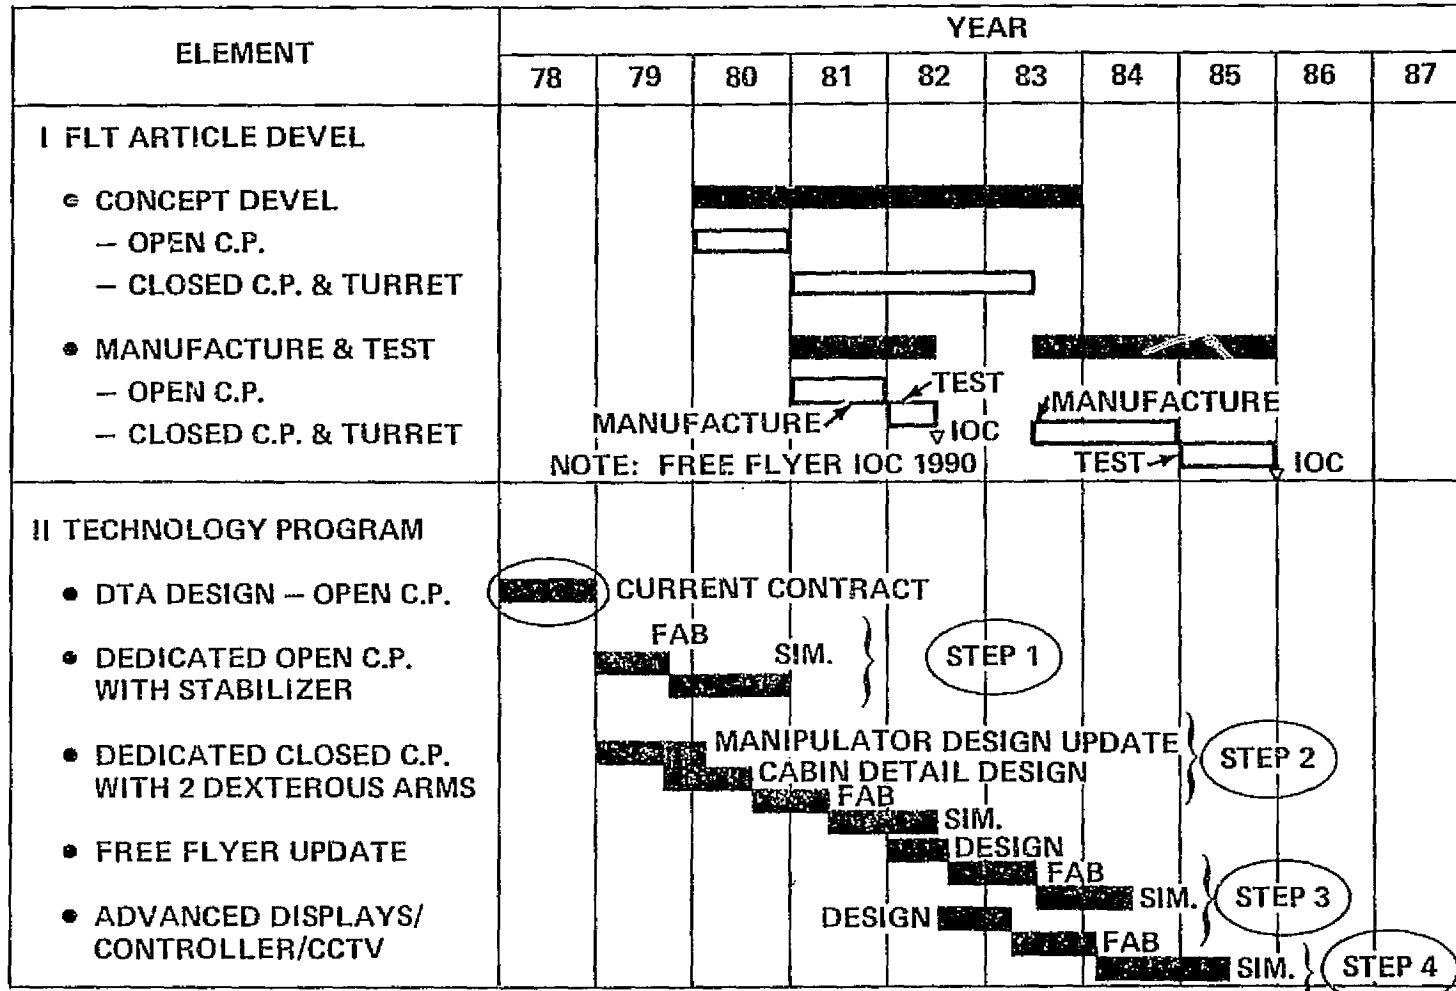 ELEMENT
YEAR
78 79 80 81 82 83 84 85 86 87
I FLT ARTICLE DEVEL
• CONCEPT DEVEL
– OPEN C.P.
– CLOSED C.P. & TURRET
• MANUFACTURE & TEST
– OPEN C.P.
TEST
MANUFACTURE
MANUFACTURE
– CLOSED C.P. & TURRET
IOC
NOTE: FREE FLYER IOC 1990
TEST
IOC
II TECHNOLOGY PROGRAM
• DTA DESIGN – OPEN C.P.
CURRENT CONTRACT
• DEDICATED OPEN C.P.
WITH STABILIZER
FAB
SIM.
STEP 1
• DEDICATED CLOSED C.P.
WITH 2 DEXTEROUS ARMS
MANIPULATOR DESIGN UPDATE
CABIN DETAIL DESIGN
FAB
SIM.
STEP 2
• FREE FLYER UPDATE
DESIGN
FAB
SIM.
STEP 3
• ADVANCED DISPLAYS/
CONTROLLER/CCTV
DESIGN
FAB
SIM.
STEP 4